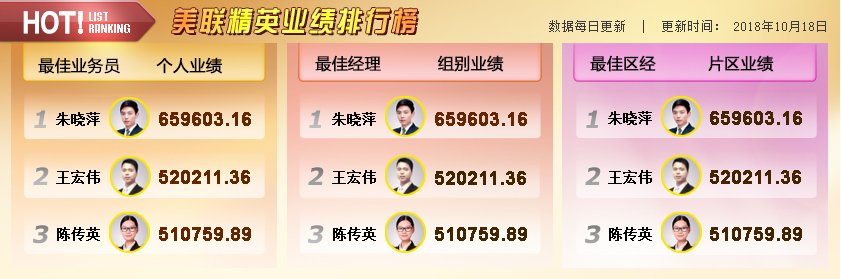 HOT! LIST RANKING 美联精英业绩排行榜 数据每日更新 | 更新时间： 2018年10月18日
最佳业务员 个人业绩
1 朱晓萍 659603.16
2 王宏伟 520211.36
3 陈传英 510759.89
最佳经理 组别业绩
1 朱晓萍 659603.16
2 王宏伟 520211.36
3 陈传英 510759.89
最佳区经 片区业绩
1 朱晓萍 659603.16
2 王宏伟 520211.36
3 陈传英 510759.89